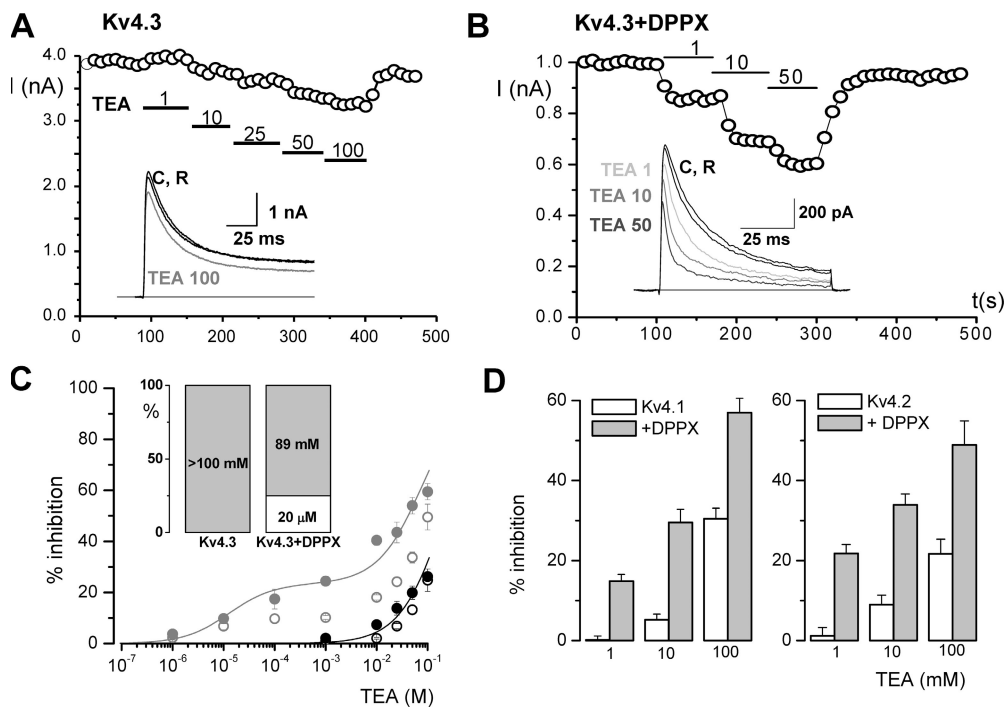 A
Kv4.3
4.0
I (nA)
3.0
2.0
1.0
0.0
TEA
1
10
25
50
100
C, R
1 nA
25 ms
TEA 100
0 100 200 300 400 500
B
Kv4.3+DPPX
1.0
I (nA)
0.8
0.6
0.4
0.2
0.0
1
10
50
TEA 1
TEA 10
TEA 50
C, R
200 pA
25 ms
t(s)
0 100 200 300 400 500
C
100
80
60
40
20
0
% inhibition
100
%
50
0
>100 mM
89 mM
20 μM
Kv4.3
Kv4.3+DPPX
10⁻⁷ 10⁻⁶ 10⁻⁵ 10⁻⁴ 10⁻³ 10⁻² 10⁻¹
TEA (M)
D
% inhibition
60
40
20
0
Kv4.1
+DPPX
1 10 100
60
40
20
0
Kv4.2
+ DPPX
1 10 100
TEA (mM)